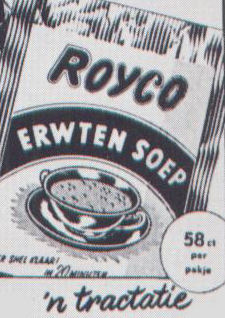 ROYCO
ERWTEN SOEP
SNEL KLAAR!
IN 20 MINUTEN
58 ct
per
pakje
'n tractatie